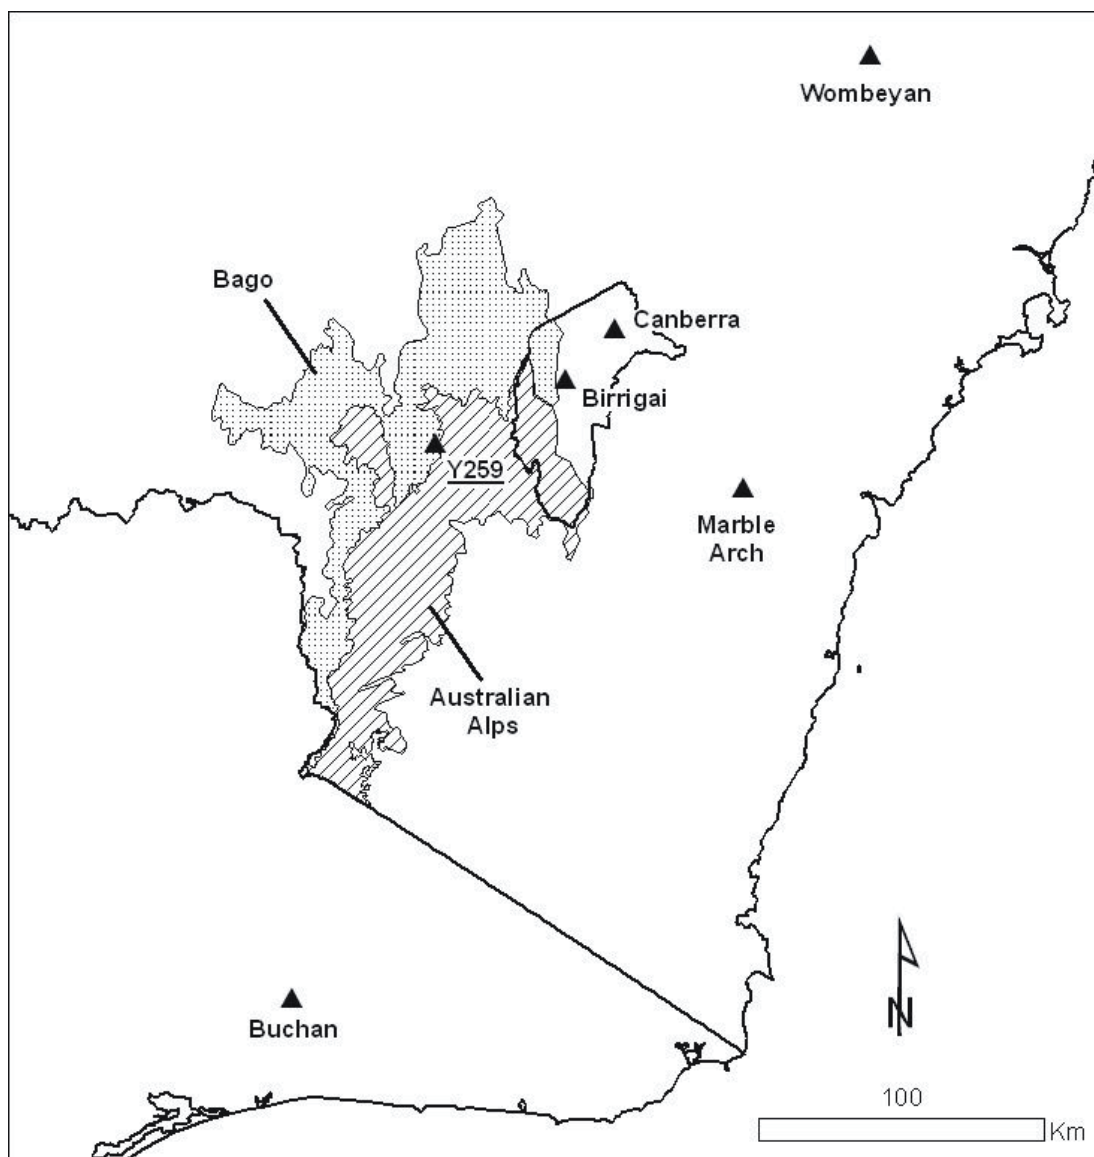 Wombeyan
Bago
Canberra
Birrigai
Y259
Marble
Arch
Australian
Alps
Buchan
N
100
Km